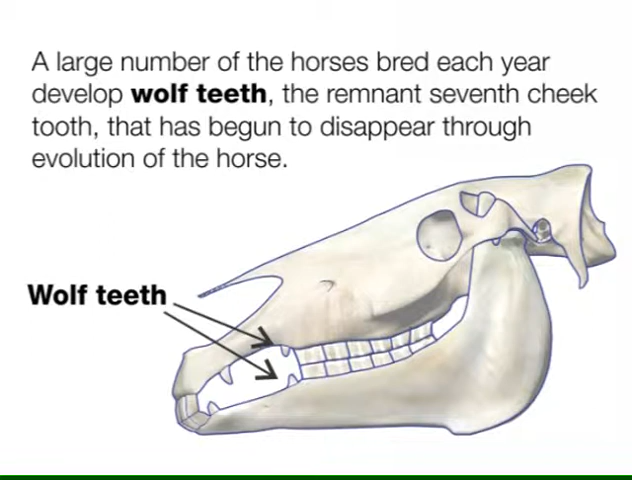 A large number of the horses bred each year
develop wolf teeth, the remnant seventh cheek
tooth, that has begun to disappear through
evolution of the horse.
Wolf teeth